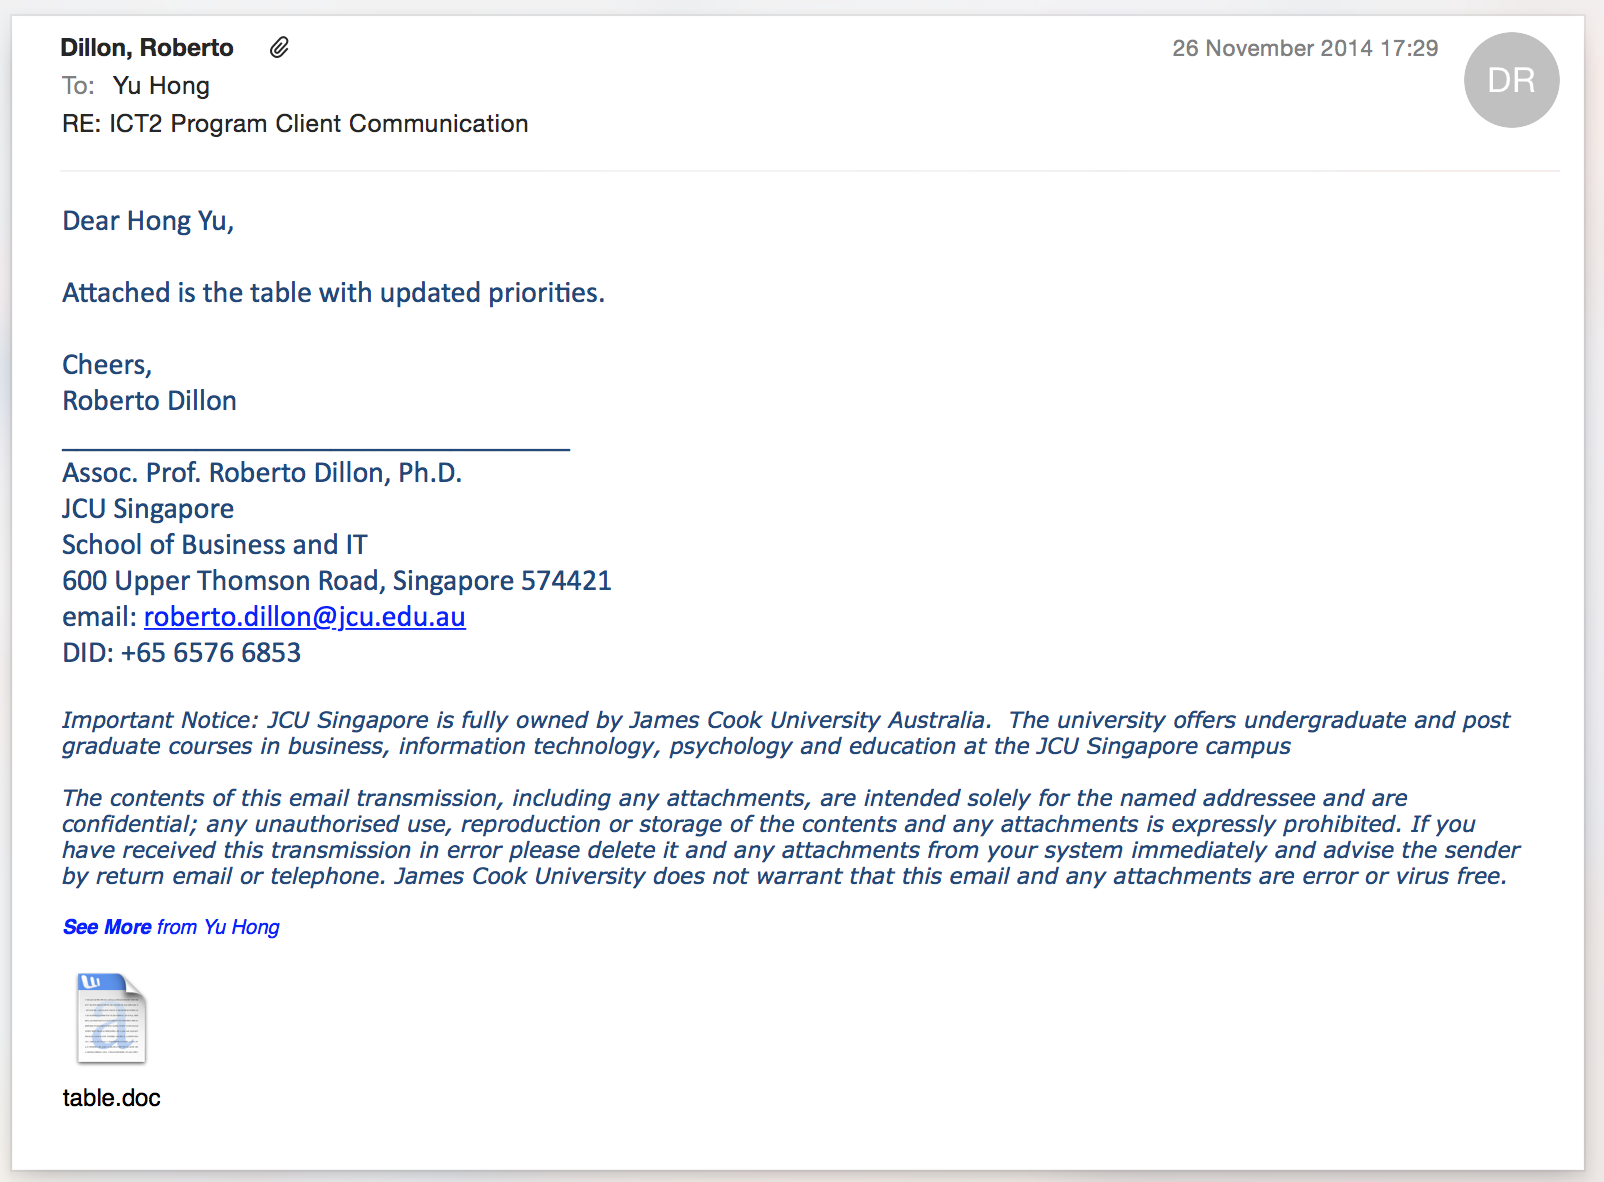 Dillon, Roberto
26 November 2014 17:29
DR
To: Yu Hong
RE: ICT2 Program Client Communication
Dear Hong Yu,
Attached is the table with updated priorities.
Cheers,
Roberto Dillon
Assoc. Prof. Roberto Dillon, Ph.D.
JCU Singapore
School of Business and IT
600 Upper Thomson Road, Singapore 574421
email: roberto.dillon@jcu.edu.au
DID: +65 6576 6853
Important Notice: JCU Singapore is fully owned by James Cook University Australia.  The university offers undergraduate and post
graduate courses in business, information technology, psychology and education at the JCU Singapore campus
The contents of this email transmission, including any attachments, are intended solely for the named addressee and are
confidential; any unauthorised use, reproduction or storage of the contents and any attachments is expressly prohibited. If you
have received this transmission in error please delete it and any attachments from your system immediately and advise the sender
by return email or telephone. James Cook University does not warrant that this email and any attachments are error or virus free.
See More from Yu Hong
table.doc